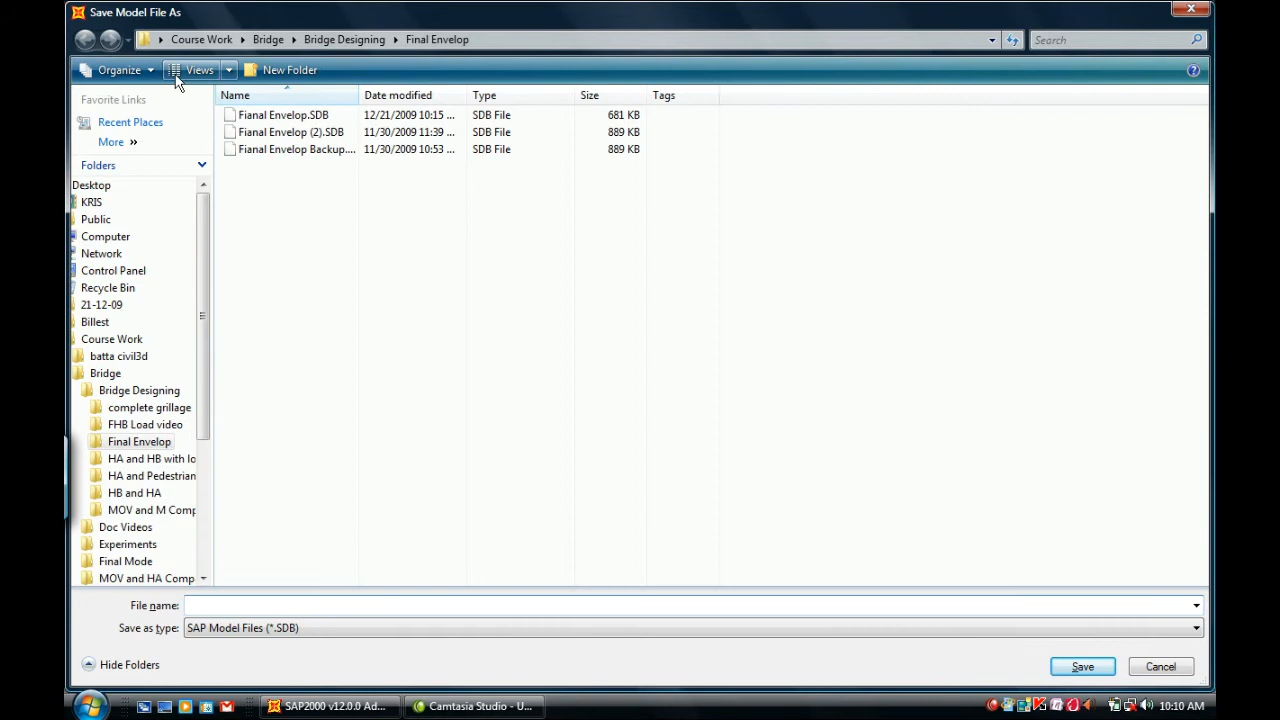 Save Model File As
Course Work Bridge Bridge Designing Final Envelop Search
Organize Views New Folder
Favorite Links
Recent Places
More »
Folders
Desktop
KRIS
Public
Computer
Network
Control Panel
Recycle Bin
21-12-09
Billest
Course Work
batta civil3d
Bridge
Bridge Designing
complete grillage
FHB Load video
Final Envelop
HA and HB with lo
HA and Pedestrian
HB and HA
MOV and M Comp
Doc Videos
Experiments
Final Mode
MOV and HA Comp
Name Date modified Type Size Tags
Fianal Envelop.SDB 12/21/2009 10:15 ... SDB File 681 KB
Fianal Envelop (2).SDB 11/30/2009 11:39 ... SDB File 889 KB
Fianal Envelop Backup.... 11/30/2009 10:53 ... SDB File 889 KB
File name:
Save as type: SAP Model Files (*.SDB)
Hide Folders Save Cancel
SAP2000 v12.0.0 Ad... Camtasia Studio - U... 10:10 AM